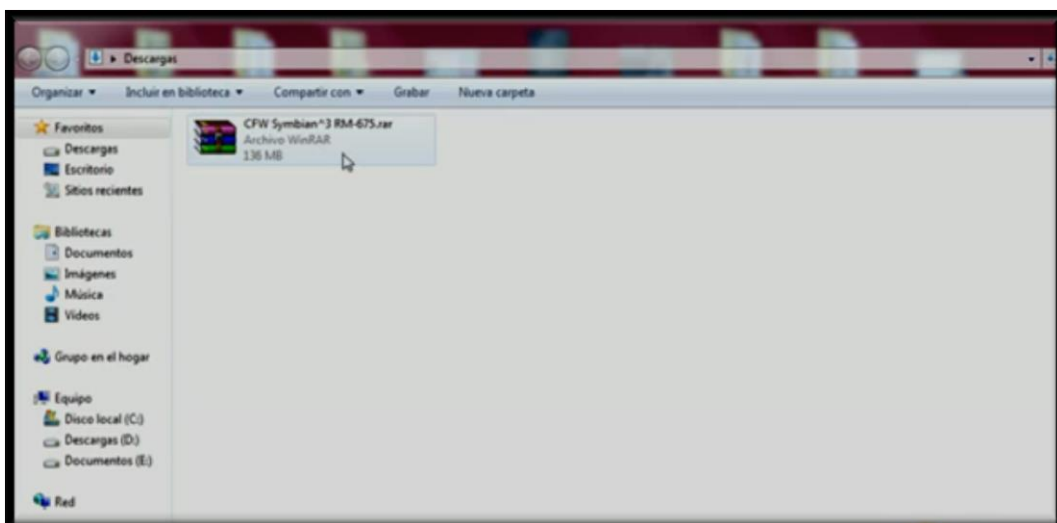 Descargas
Organizar
Incluir en biblioteca
Compartir con
Grabar
Nueva carpeta
Favoritos
Descargas
Escritorio
Sitios recientes
Bibliotecas
Documentos
Imágenes
Música
Vídeos
Grupo en el hogar
Equipo
Disco local (C:)
Descargas (D:)
Documentos (E:)
Red
CFW Symbian^3 RM-675.rar
Archivo WinRAR
136 MB